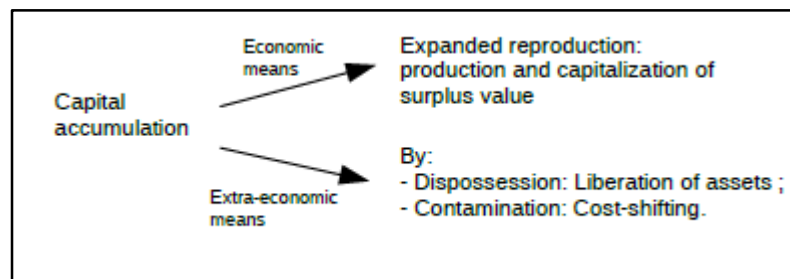 Economic
means
Expanded reproduction:
production and capitalization of
surplus value
Capital
accumulation
By:
- Dispossession: Liberation of assets ;
- Contamination: Cost-shifting.
Extra-economic
means